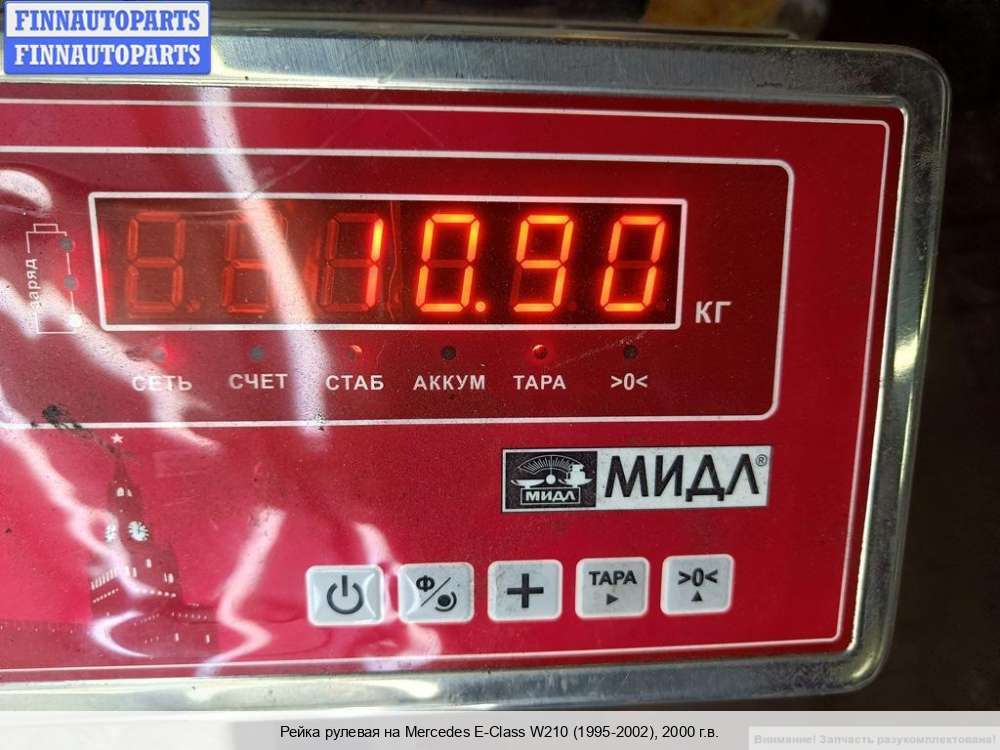 FINNAUTOPARTS
FINNAUTOPARTS
заряд
10.90
КГ
СЕТЬ СЧЕТ СТАБ АККУМ ТАРА >0<
МИДЛ МИДЛ®
Ф + ТАРА >0<
Рейка рулевая на Mercedes E-Class W210 (1995-2002), 2000 г.в.
Внимание! Запчасть разукомплектована!